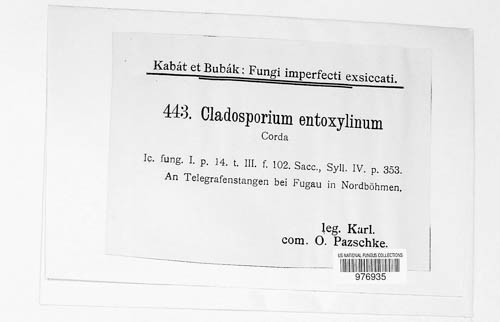 Kabát et Bubák: Fungi imperfecti exsiccati.
443. Cladosporium entoxylinum
Corda
Ic. fung. I. p. 14. t. III. f. 102. Sacc., Syll. IV. p. 353.
An Telegrafenstangen bei Fugau in Nordböhmen.
leg. Karl.
com. O. Pazschke.
US NATIONAL FUNGUS COLLECTIONS
976935